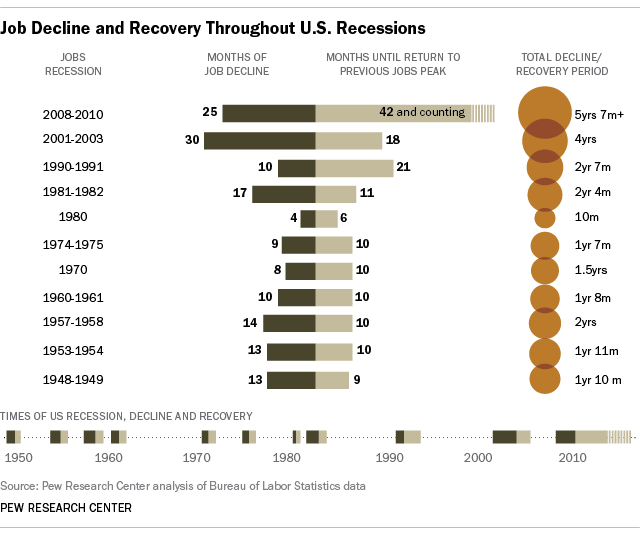 Job Decline and Recovery Throughout U.S. Recessions
JOBS RECESSION
MONTHS OF JOB DECLINE
MONTHS UNTIL RETURN TO PREVIOUS JOBS PEAK
TOTAL DECLINE/ RECOVERY PERIOD
2008-2010 25 42 and counting 5yrs 7m+
2001-2003 30 18 4yrs
1990-1991 10 21 2yr 7m
1981-1982 17 11 2yr 4m
1980 4 6 10m
1974-1975 9 10 1yr 7m
1970 8 10 1.5yrs
1960-1961 10 10 1yr 8m
1957-1958 14 10 2yrs
1953-1954 13 10 1yr 11m
1948-1949 13 9 1yr 10 m
TIMES OF US RECESSION, DECLINE AND RECOVERY
1950 1960 1970 1980 1990 2000 2010
Source: Pew Research Center analysis of Bureau of Labor Statistics data
PEW RESEARCH CENTER